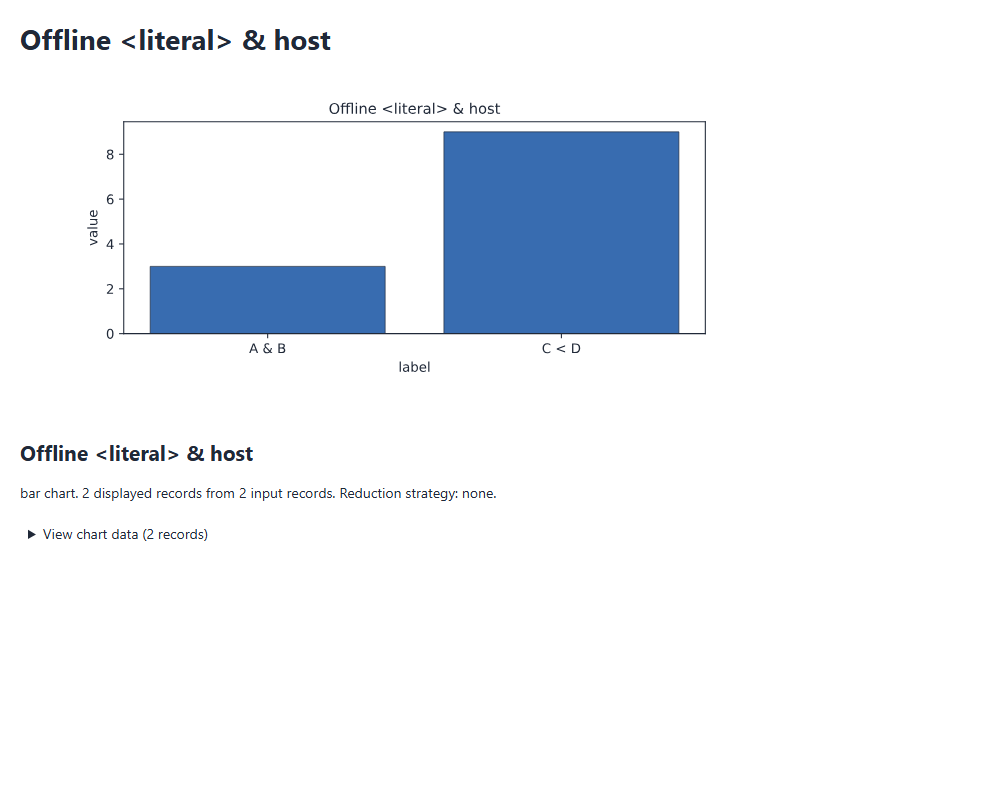 Offline <literal> & host
Offline <literal> & host
8
6
4
2
0
value
A & B
C < D
label
Offline <literal> & host
bar chart. 2 displayed records from 2 input records. Reduction strategy: none.
▶ View chart data (2 records)